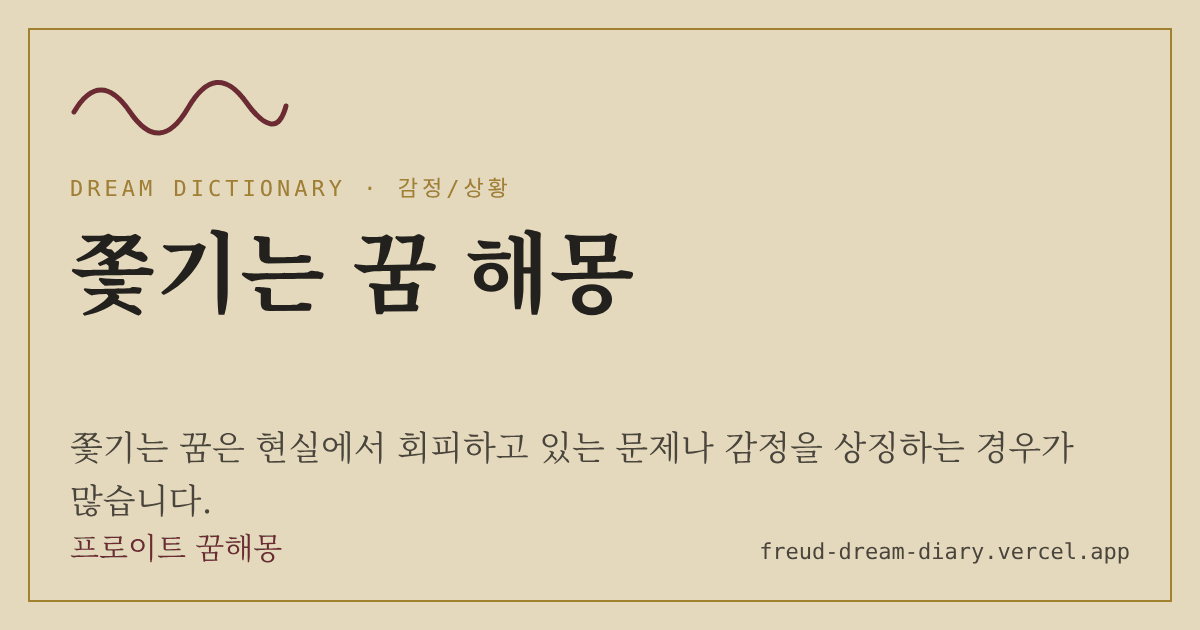 DREAM DICTIONARY · 감정/상황
쫓기는 꿈 해몽
쫓기는 꿈은 현실에서 회피하고 있는 문제나 감정을 상징하는 경우가
많습니다.
프로이트 꿈해몽
freud-dream-diary.vercel.app